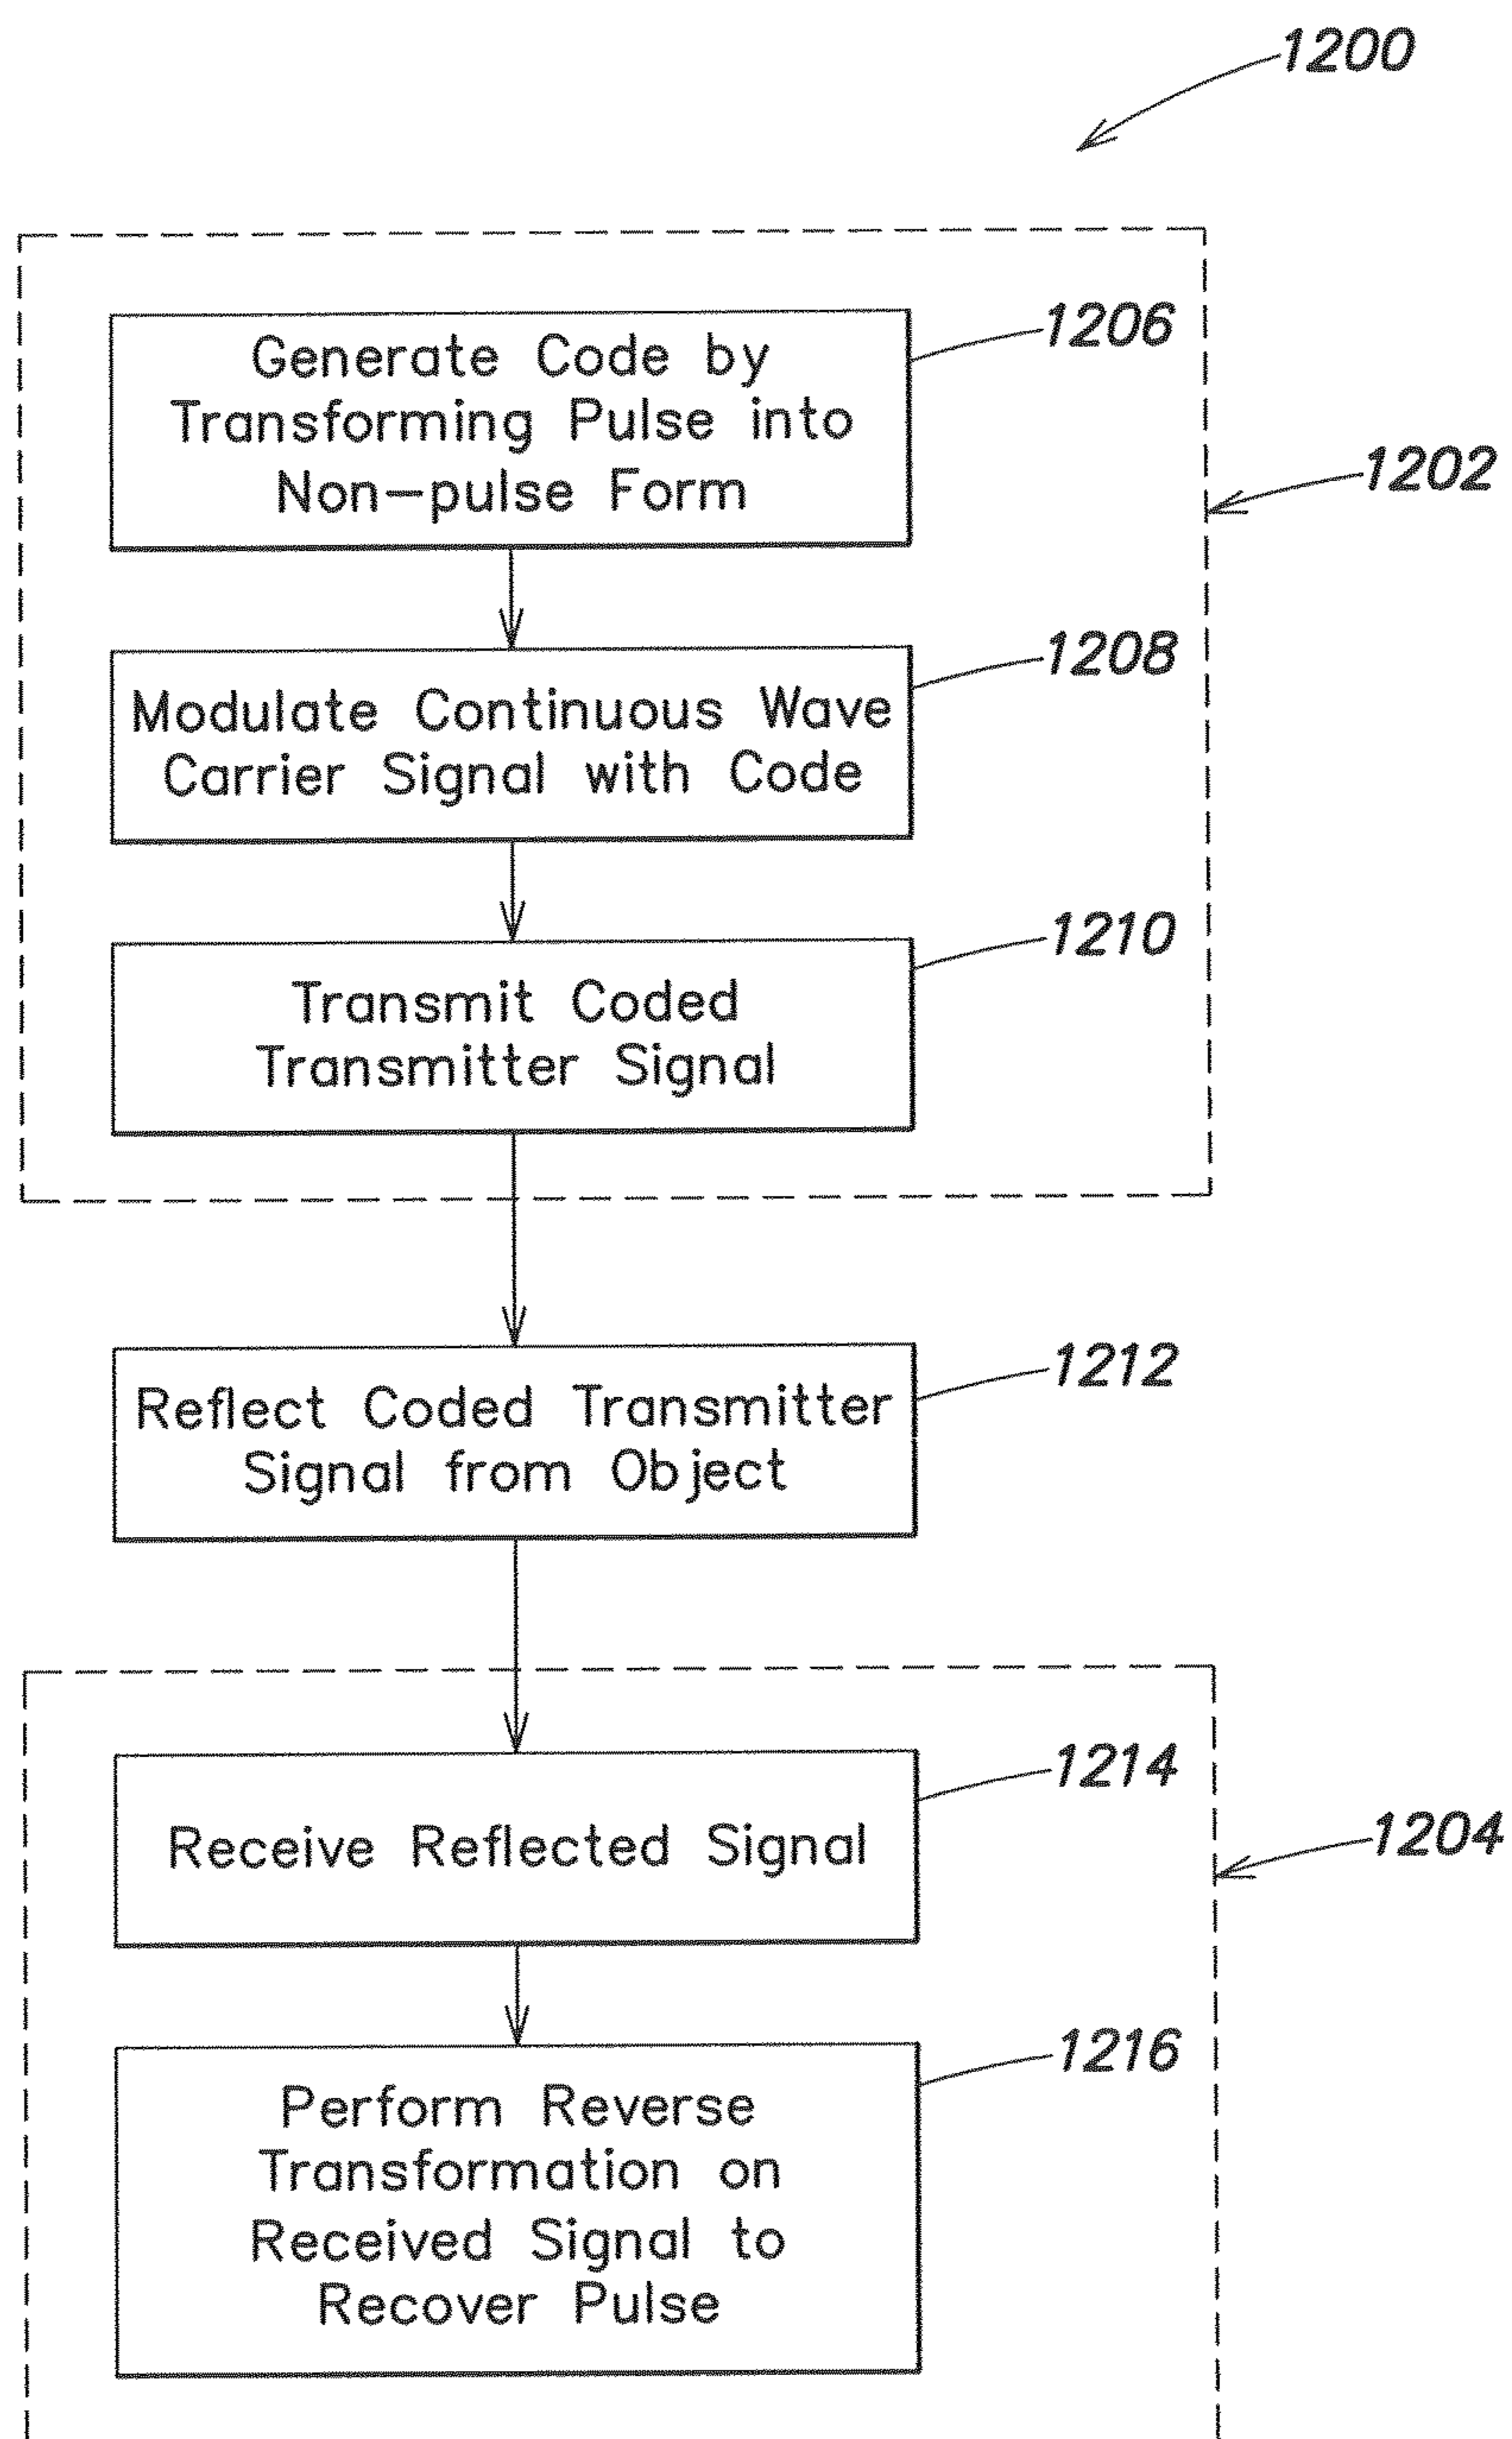 1200
Generate Code by
Transforming Pulse into
Non-pulse Form
1206
1202
Modulate Continuous Wave
Carrier Signal with Code
1208
Transmit Coded
Transmitter Signal
1210
Reflect Coded Transmitter
Signal from Object
1212
Receive Reflected Signal
1214
1204
Perform Reverse
Transformation on
Received Signal to
Recover Pulse
1216